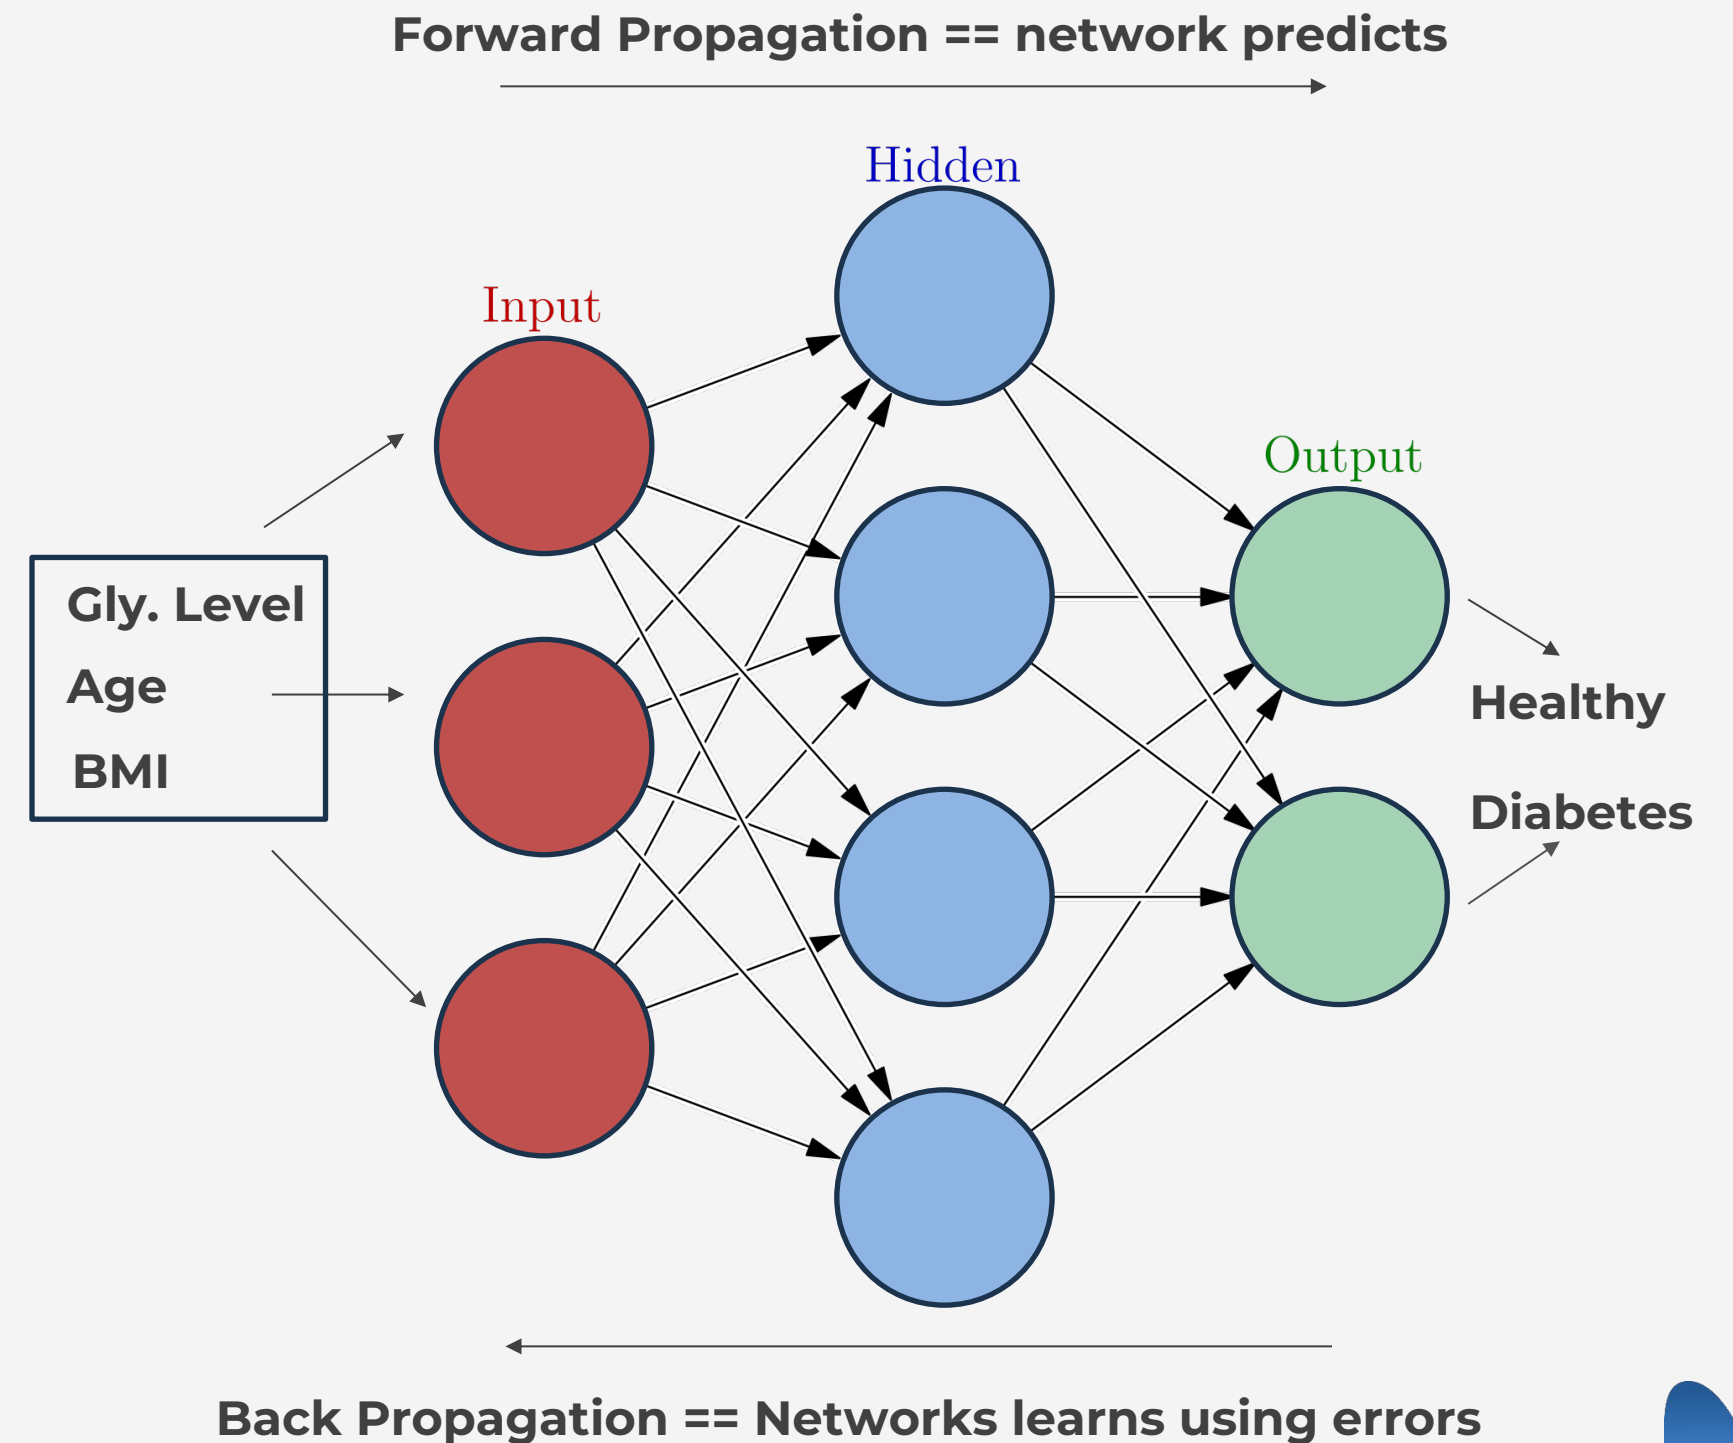 Forward Propagation == network predicts
Hidden
Input
Output
Gly. Level
Age
BMI
Healthy
Diabetes
Back Propagation == Networks learns using errors